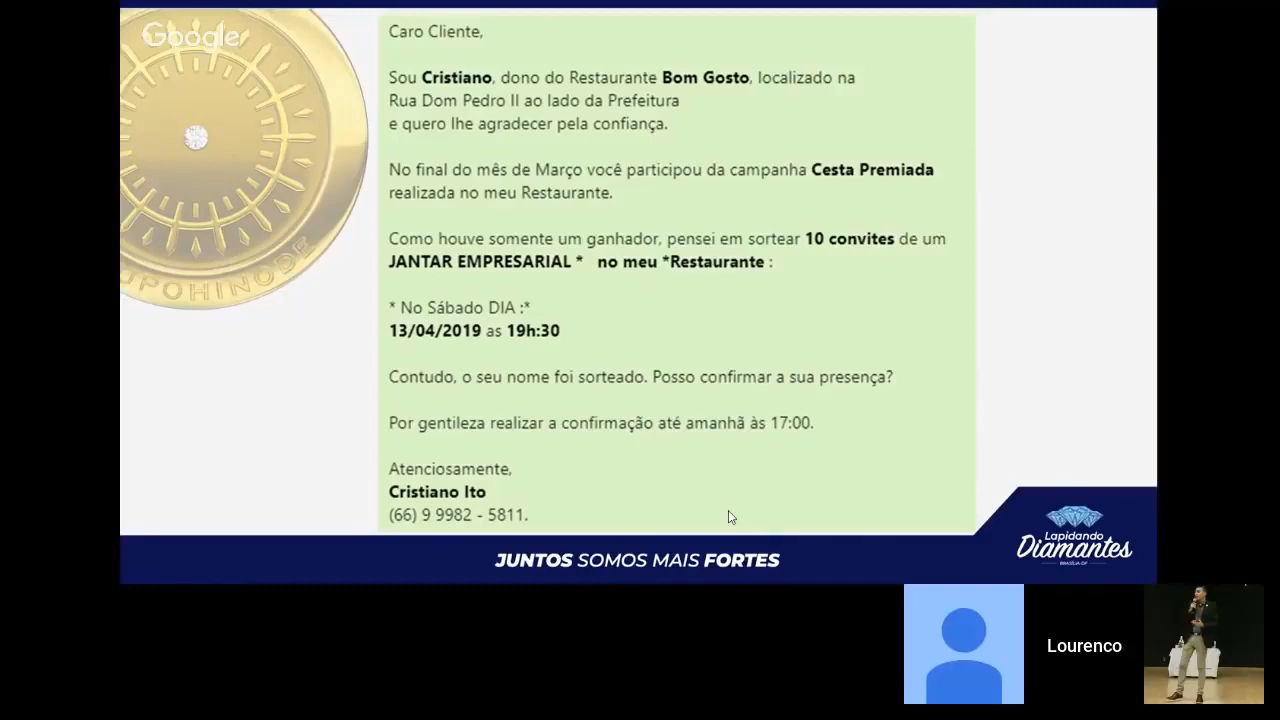 Google
Caro Cliente,
Sou Cristiano, dono do Restaurante Bom Gosto, localizado na
Rua Dom Pedro II ao lado da Prefeitura
e quero lhe agradecer pela confiança.
No final do mês de Março você participou da campanha Cesta Premiada
realizada no meu Restaurante.
Como houve somente um ganhador, pensei em sortear 10 convites de um
JANTAR EMPRESARIAL * no meu *Restaurante :
* No Sábado DIA :*
13/04/2019 as 19h:30
Contudo, o seu nome foi sorteado. Posso confirmar a sua presença?
Por gentileza realizar a confirmação até amanhã às 17:00.
Atenciosamente,
Cristiano Ito
(66) 9 9982 - 5811.
UPOHINODE
JUNTOS SOMOS MAIS FORTES
Lapidando
Diamantes
BRASÍLIA-DF
Lourenco